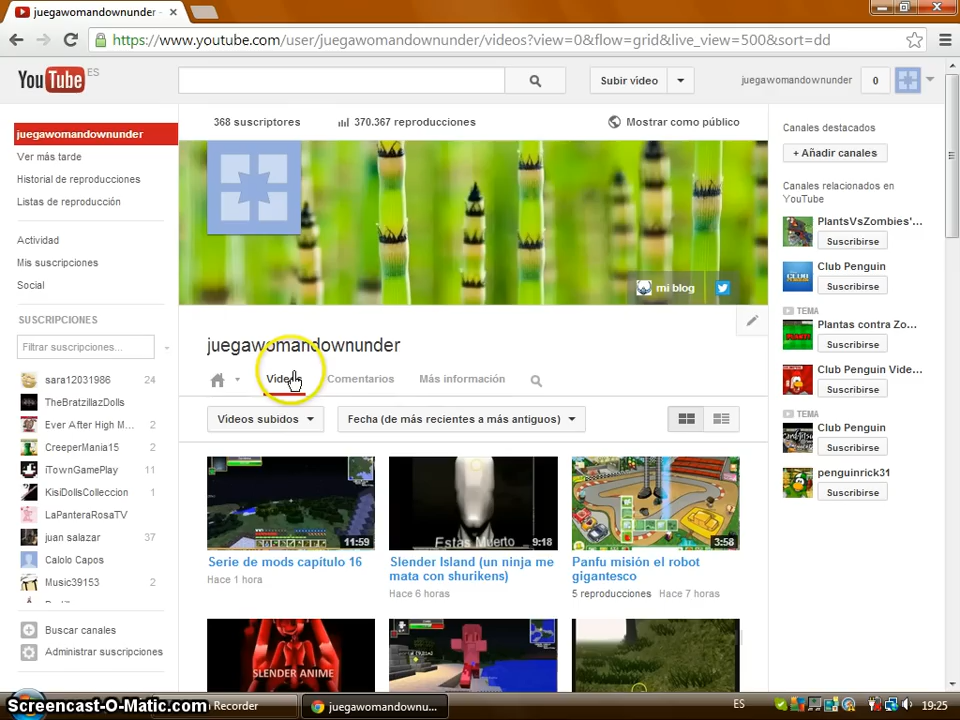 juegawomandownunder
https://www.youtube.com/user/juegawomandownunder/videos?view=0&flow=grid&live_view=500&sort=dd
YouTube ES
Subir video
juegawomandownunder
0
juegawomandownunder
Ver más tarde
Historial de reproducciones
Listas de reproducción
Actividad
Mis suscripciones
Social
SUSCRIPCIONES
Filtrar suscripciones...
sara12031986 24
TheBratzillazDolls
Ever After High M... 2
CreeperMania15 2
iTownGamePlay 11
KisiDollsColleccion 1
LaPanteraRosaTV
juan salazar 37
Calolo Capos
Music39153 2
Buscar canales
Administrar suscripciones
368 suscriptores
370.367 reproducciones
Mostrar como público
mi blog
juegawomandownunder
Vídeos
Comentarios
Más información
Vídeos subidos
Fecha (de más recientes a más antiguos)
11:59
Serie de mods capítulo 16
Hace 1 hora
Estás Muerto
9:18
Slender Island (un ninja me
mata con shurikens)
Hace 6 horas
3:58
Panfu misión el robot
gigantesco
5 reproducciones Hace 7 horas
SLENDER ANIME
Canales destacados
+ Añadir canales
Canales relacionados en
YouTube
PlantsVsZombies'...
Suscribirse
Club Penguin
Suscribirse
TEMA
Plantas contra Zo...
Suscribirse
Club Penguin Vide...
Suscribirse
TEMA
Club Penguin
Suscribirse
penguinrick31
Suscribirse
Screencast-O-Matic.com
Recorder
juegawomandownu...
ES
19:25